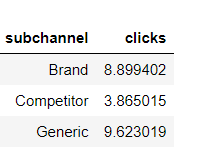 subchannel clicks
Brand 8.899402
Competitor 3.865015
Generic 9.623019